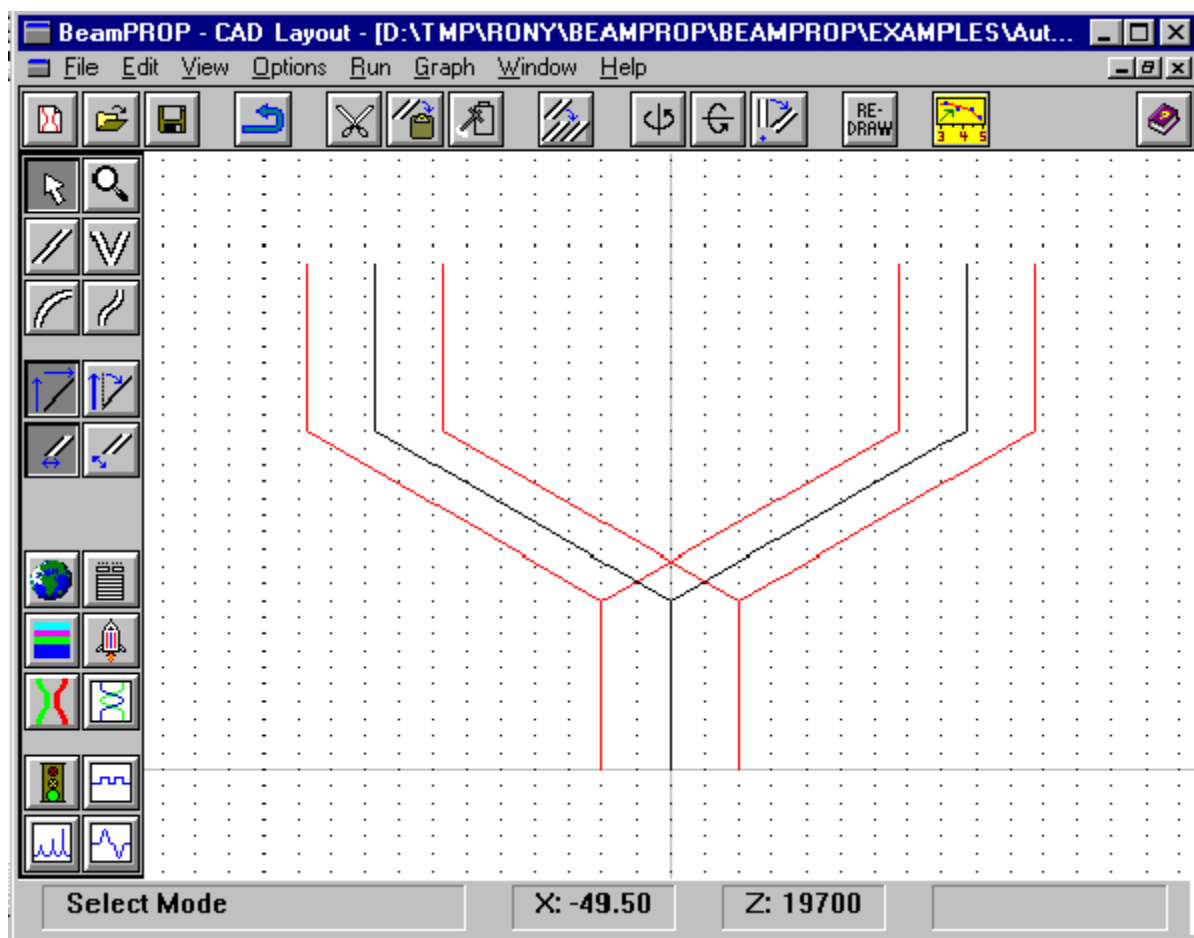 BeamPROP - CAD Layout - [D:\TMP\RONY\BEAMPROP\BEAMPROP\EXAMPLES\Aut...
File Edit View Options Run Graph Window Help
RE-
DRAW
3 4 5
Select Mode X: -49.50 Z: 19700